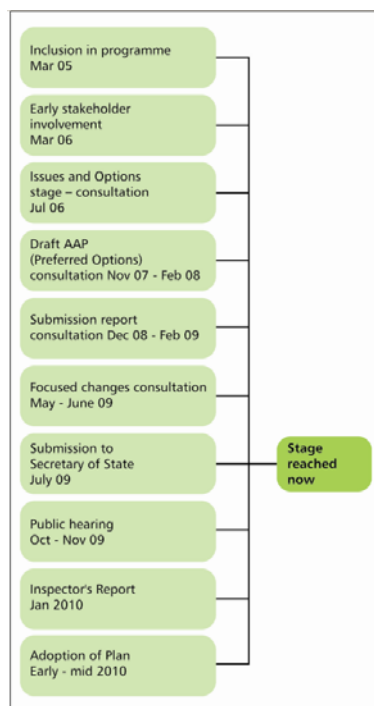 Inclusion in programme
Mar 05
Early stakeholder
involvement
Mar 06
Issues and Options
stage – consultation
Jul 06
Draft AAP
(Preferred Options)
consultation Nov 07 - Feb 08
Submission report
consultation Dec 08 - Feb 09
Focused changes consultation
May - June 09
Submission to
Secretary of State
July 09
Stage
reached
now
Public hearing
Oct - Nov 09
Inspector's Report
Jan 2010
Adoption of Plan
Early - mid 2010